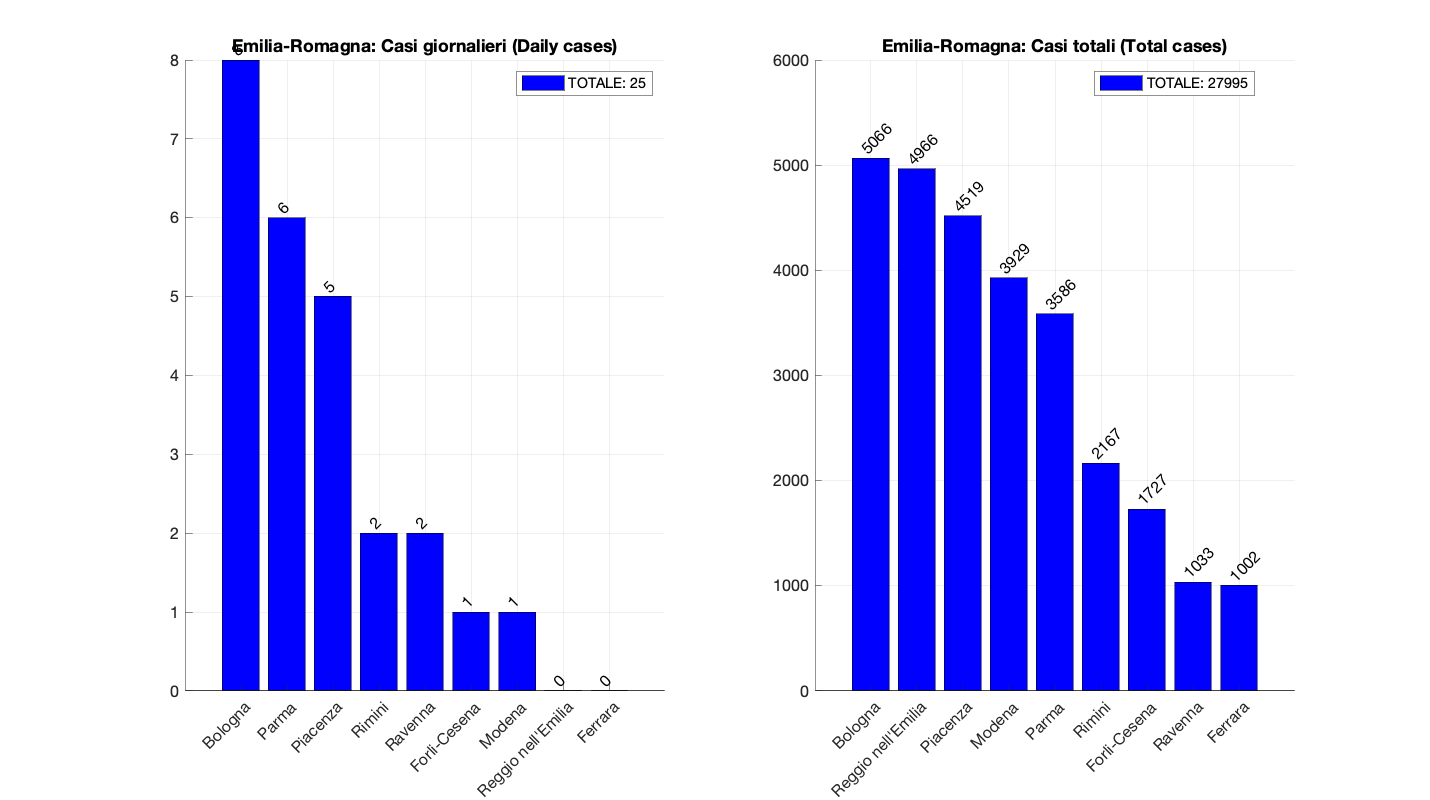 Emilia-Romagna: Casi giornalieri (Daily cases)
TOTALE: 25
8
7
6
5
4
3
2
1
0
8
6
5
2
2
1
1
0
0
Bologna
Parma
Piacenza
Rimini
Ravenna
Forlì-Cesena
Modena
Reggio nell'Emilia
Ferrara
Emilia-Romagna: Casi totali (Total cases)
TOTALE: 27995
6000
5000
4000
3000
2000
1000
0
5066
4966
4519
3929
3586
2167
1727
1033
1002
Bologna
Reggio nell'Emilia
Piacenza
Modena
Parma
Rimini
Forlì-Cesena
Ravenna
Ferrara